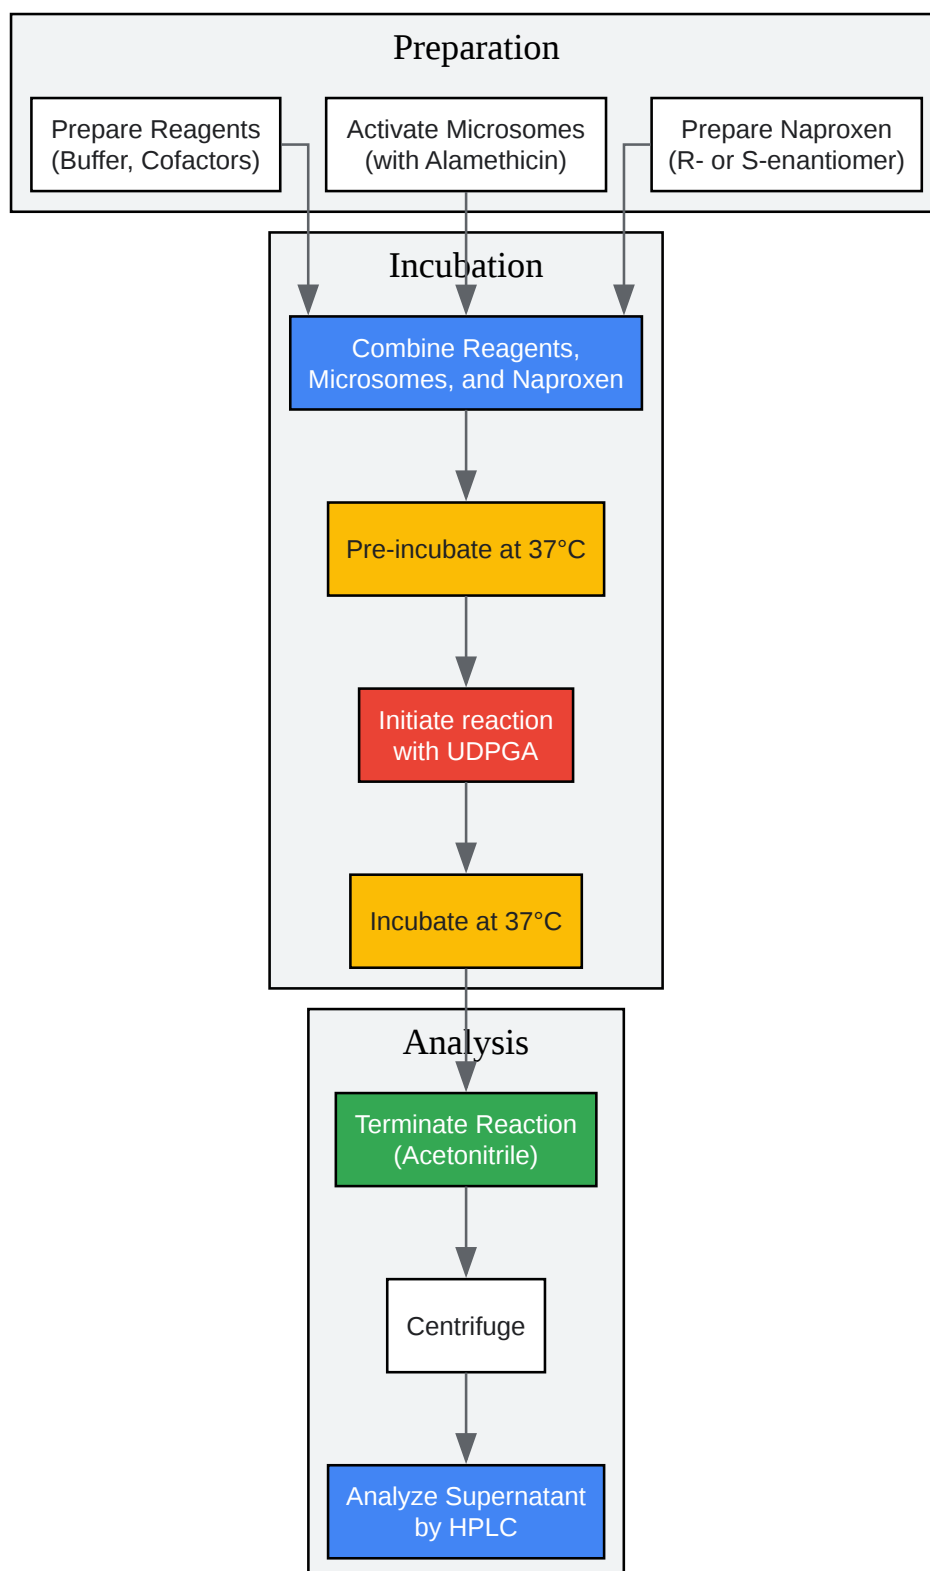 Preparation
Prepare Reagents
(Buffer, Cofactors)
Activate Microsomes
(with Alamethicin)
Prepare Naproxen
(R- or S-enantiomer)
Incubation
Combine Reagents,
Microsomes, and Naproxen
Pre-incubate at 37°C
Initiate reaction
with UDPGA
Incubate at 37°C
Analysis
Terminate Reaction
(Acetonitrile)
Centrifuge
Analyze Supernatant
by HPLC